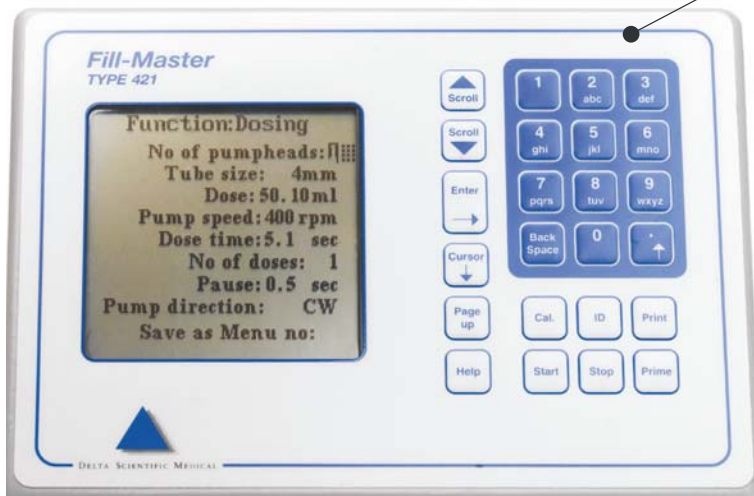 Fill-Master
TYPE 421
Function:Dosing
No of pumpheads:
Tube size: 4mm
Dose:50.10ml
Pump speed:400 rpm
Dose time:5.1 sec
No of doses: 1
Pause:0.5 sec
Pump direction: CW
Save as Menu no:
Scroll
Scroll
Enter
Cursor
Page
up
Help
1
2
abc
3
def
4
ghi
5
jkl
6
mno
7
pqrs
8
tuv
9
wxyz
Back
Space
0
.
Cal.
ID
Print
Start
Stop
Prime
DELTA SCIENTIFIC MEDICAL